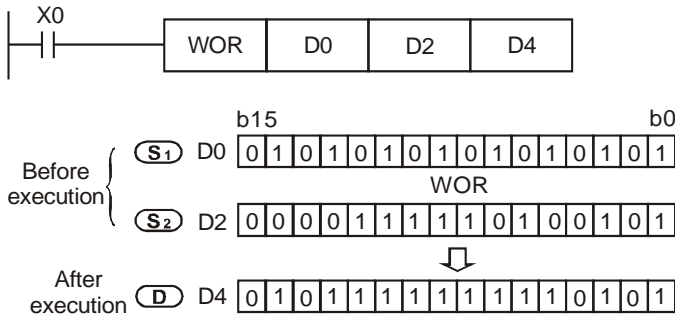 X0
WOR D0 D2 D4
b15 b0
Before execution
S1 D0 0 1 0 1 0 1 0 1 0 1 0 1 0 1 0 1
WOR
S2 D2 0 0 0 0 1 1 1 1 1 0 1 0 0 1 0 1
After execution
D D4 0 1 0 1 1 1 1 1 1 1 1 1 0 1 0 1